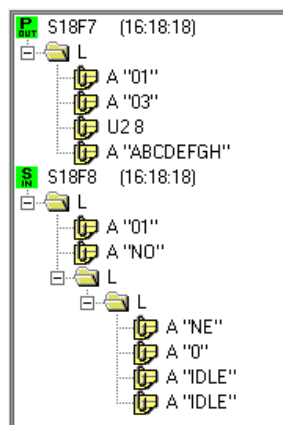 P OUT S18F7 (16:18:18)
L
A "01"
A "03"
U2 8
A "ABCDEFGH"
S IN S18F8 (16:18:18)
L
A "01"
A "NO"
L
L
A "NE"
A "0"
A "IDLE"
A "IDLE"